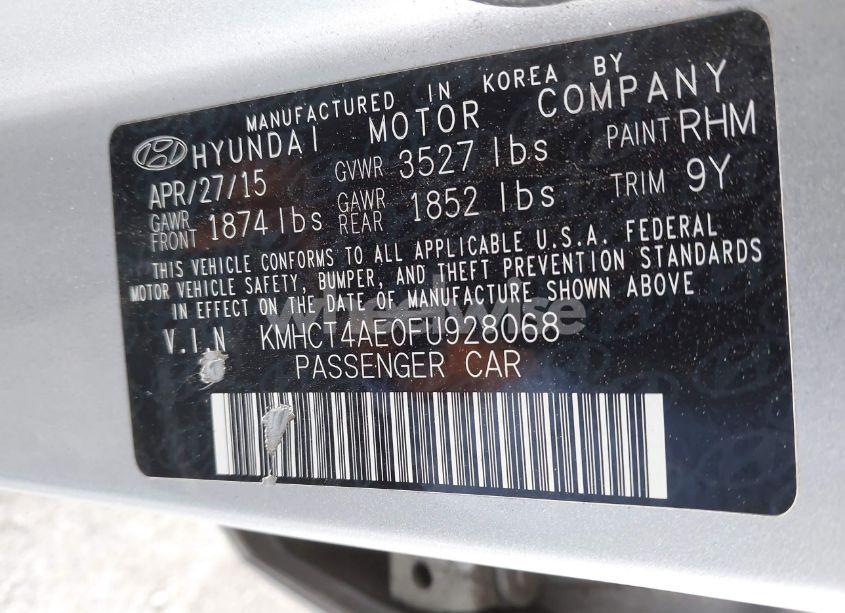 MANUFACTURED IN KOREA BY
HYUNDAI MOTOR COMPANY
APR/27/15 GVWR 3527 lbs PAINT RHM
GAWR FRONT 1874 lbs GAWR REAR 1852 lbs TRIM 9Y
THIS VEHICLE CONFORMS TO ALL APPLICABLE U.S.A. FEDERAL
MOTOR VEHICLE SAFETY, BUMPER, AND THEFT PREVENTION STANDARDS
IN EFFECT ON THE DATE OF MANUFACTURE SHOWN ABOVE
wheelwise
V.I.N KMHCT4AE0FU928068
PASSENGER CAR